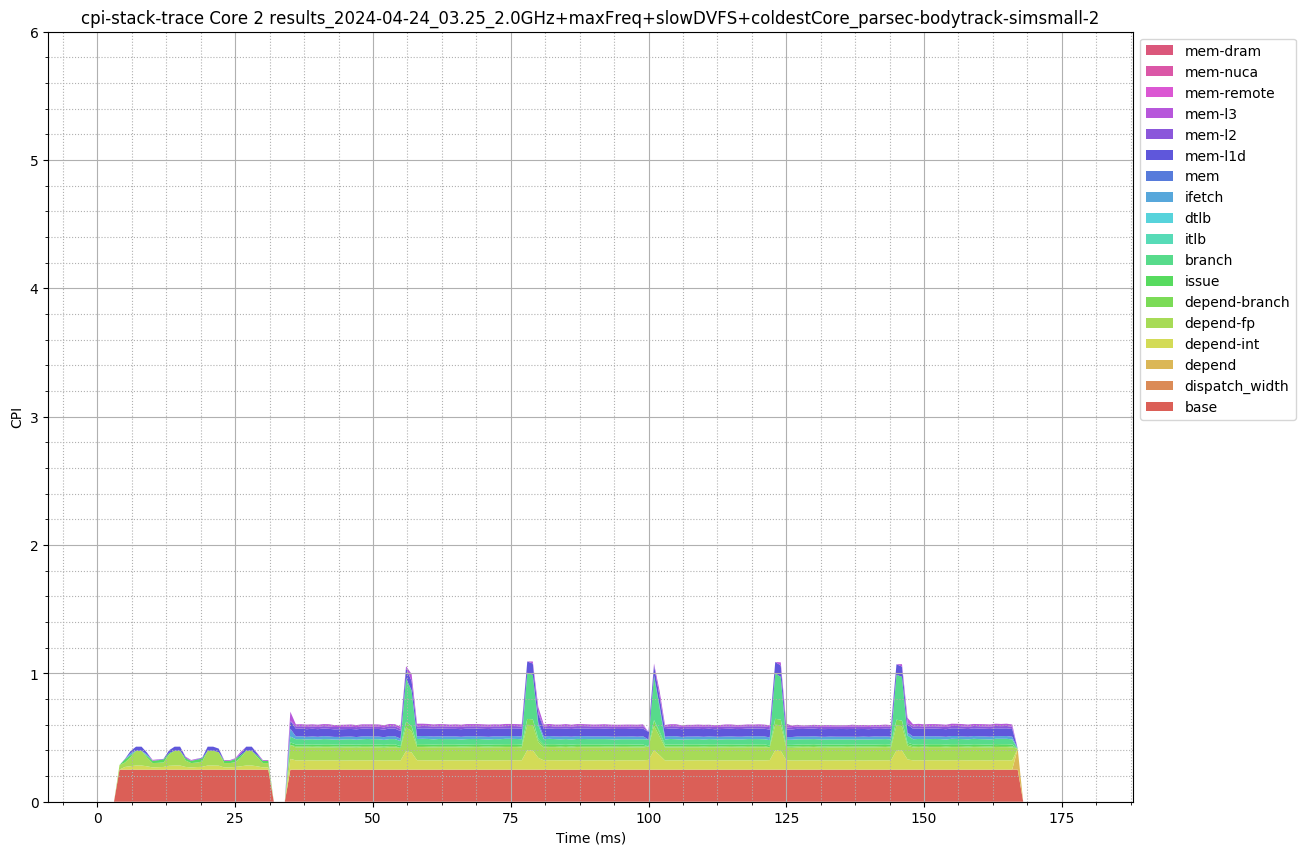 cpi-stack-trace Core 2 results_2024-04-24_03.25_2.0GHz+maxFreq+slowDVFS+coldestCore_parsec-bodytrack-simsmall-2
6
5
4
3
2
1
0
CPI
0
25
50
75
100
125
150
175
Time (ms)
mem-dram
mem-nuca
mem-remote
mem-l3
mem-l2
mem-l1d
mem
ifetch
dtlb
itlb
branch
issue
depend-branch
depend-fp
depend-int
depend
dispatch_width
base